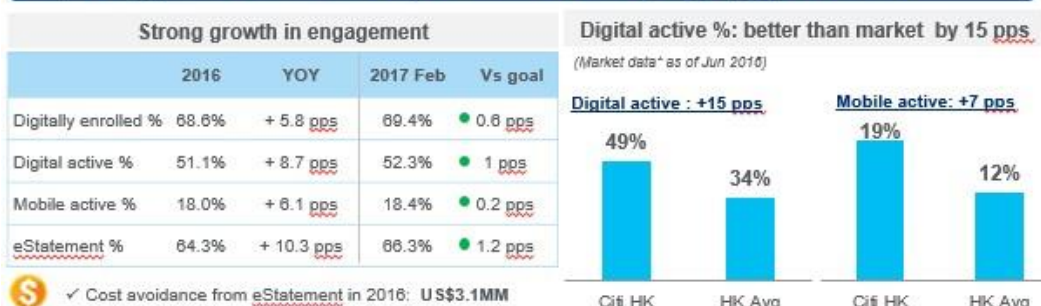 Strong growth in engagement
2016 YOY 2017 Feb Vs goal
Digitally enrolled % 68.6% + 5.8 pps 69.4% 0.6 pps
Digital active % 51.1% + 8.7 pps 52.3% 1 pps
Mobile active % 18.0% + 6.1 pps 18.4% 0.2 pps
eStatement % 64.3% + 10.3 pps 66.3% 1.2 pps
$ ✓ Cost avoidance from eStatement in 2016: US$3.1MM
Digital active %: better than market by 15 pps
(Market data* as of Jun 2016)
Digital active : +15 pps
49%
34%
Citi HK HK Avg
Mobile active: +7 pps
19%
12%
Citi HK HK Avg